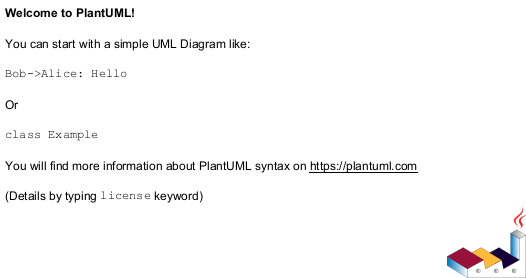 Welcome to PlantUML!
You can start with a simple UML Diagram like:
Bob->Alice: Hello
Or
class Example
You will find more information about PlantUML syntax on https://plantuml.com
(Details by typing license keyword)